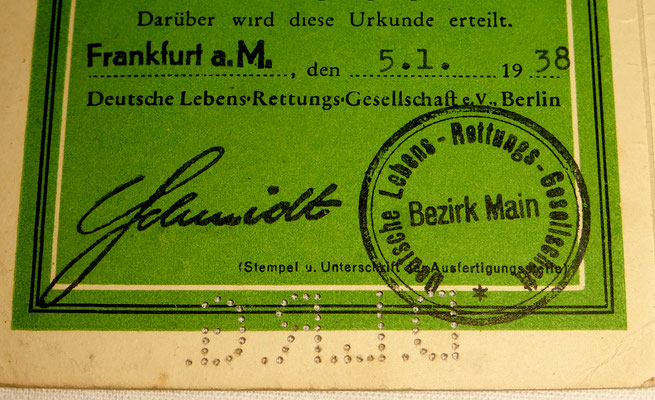 Darüber wird diese Urkunde erteilt.
Frankfurt a.M., den 5.1. 1938
Deutsche Lebens-Rettungs-Gesellschaft e.V., Berlin
Schmidt
Deutsche Lebens-Rettungs-Gesellschaft
Bezirk Main
(Stempel u. Unterschrift der Ausfertigungsstelle)
D.L.R.G.